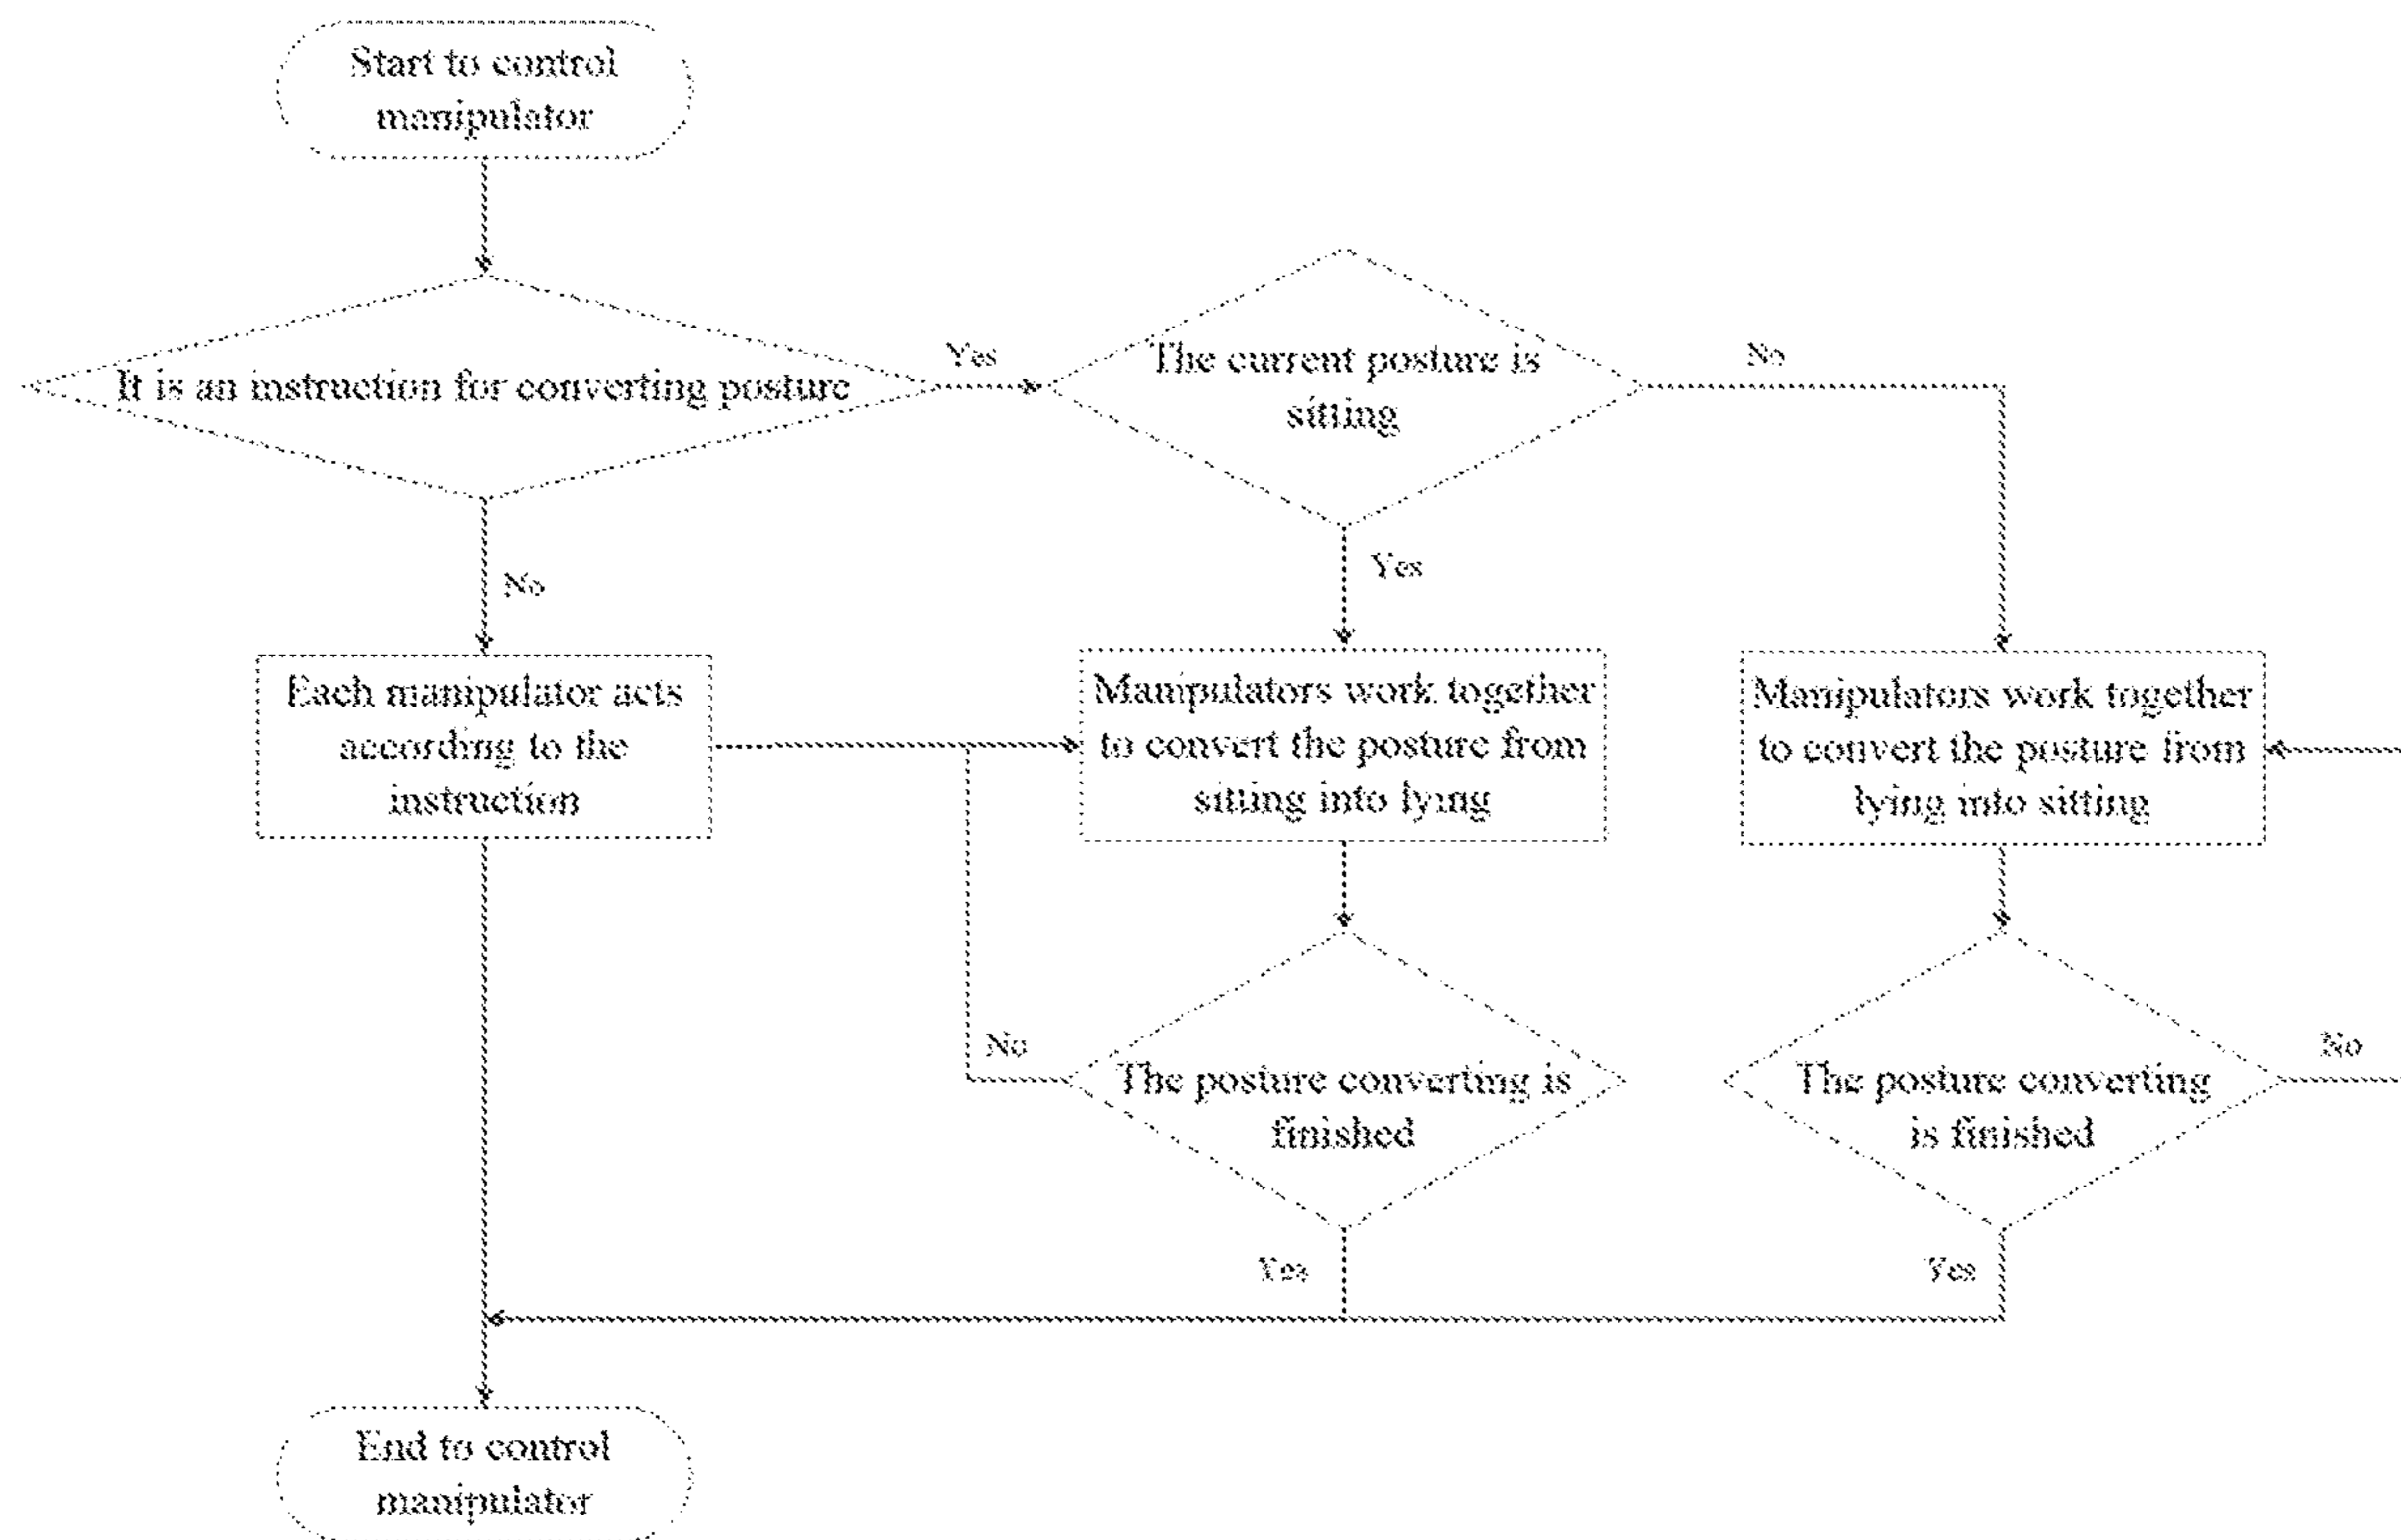 Start to control
manipulator
It is an instruction for converting posture
Yes
The current posture is
sitting
No
No
Yes
Each manipulator acts
according to the
instruction
Manipulators work together
to convert the posture from
sitting into lying
Manipulators work together
to convert the posture from
lying into sitting
No
The posture converting is
finished
The posture converting
is finished
No
Yes
Yes
End to control
manipulator